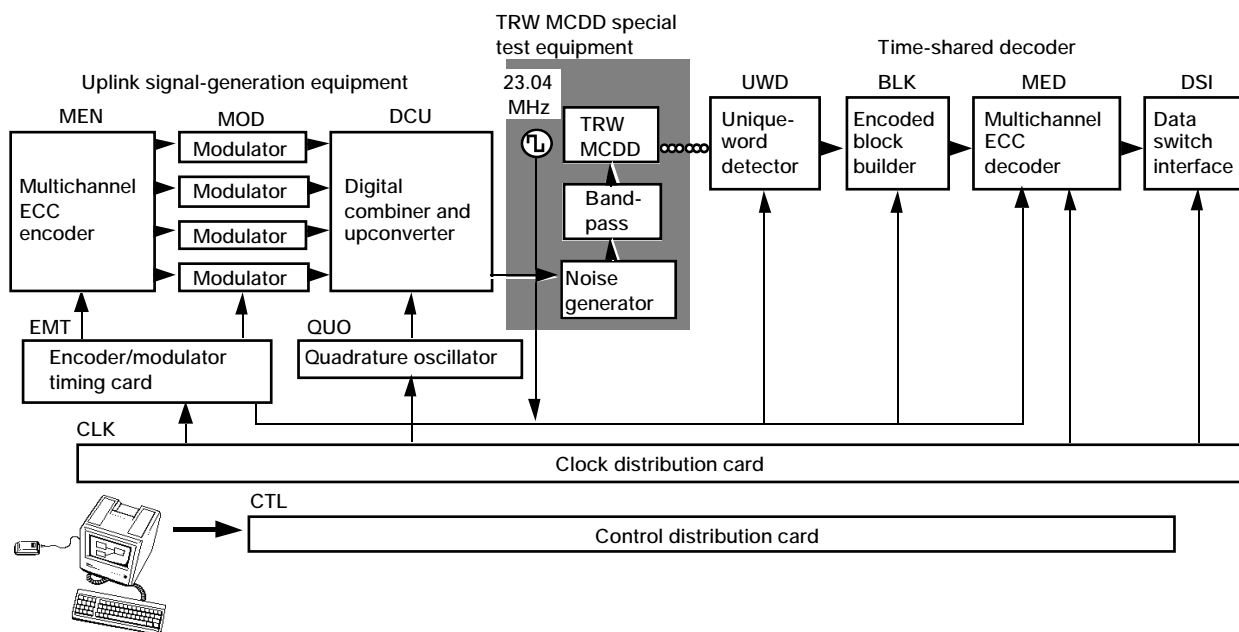 TRW MCDD special
test equipment
Time-shared decoder
Uplink signal-generation equipment
23.04
MHz
UWD
BLK
MED
DSI
MEN
MOD
DCU
Multichannel
ECC
encoder
Modulator
Modulator
Modulator
Modulator
Digital
combiner and
upconverter
TRW
MCDD
Band-
pass
Noise
generator
Unique-
word
detector
Encoded
block
builder
Multichannel
ECC
decoder
Data
switch
interface
EMT
Encoder/modulator
timing card
QUO
Quadrature oscillator
CLK
Clock distribution card
CTL
Control distribution card